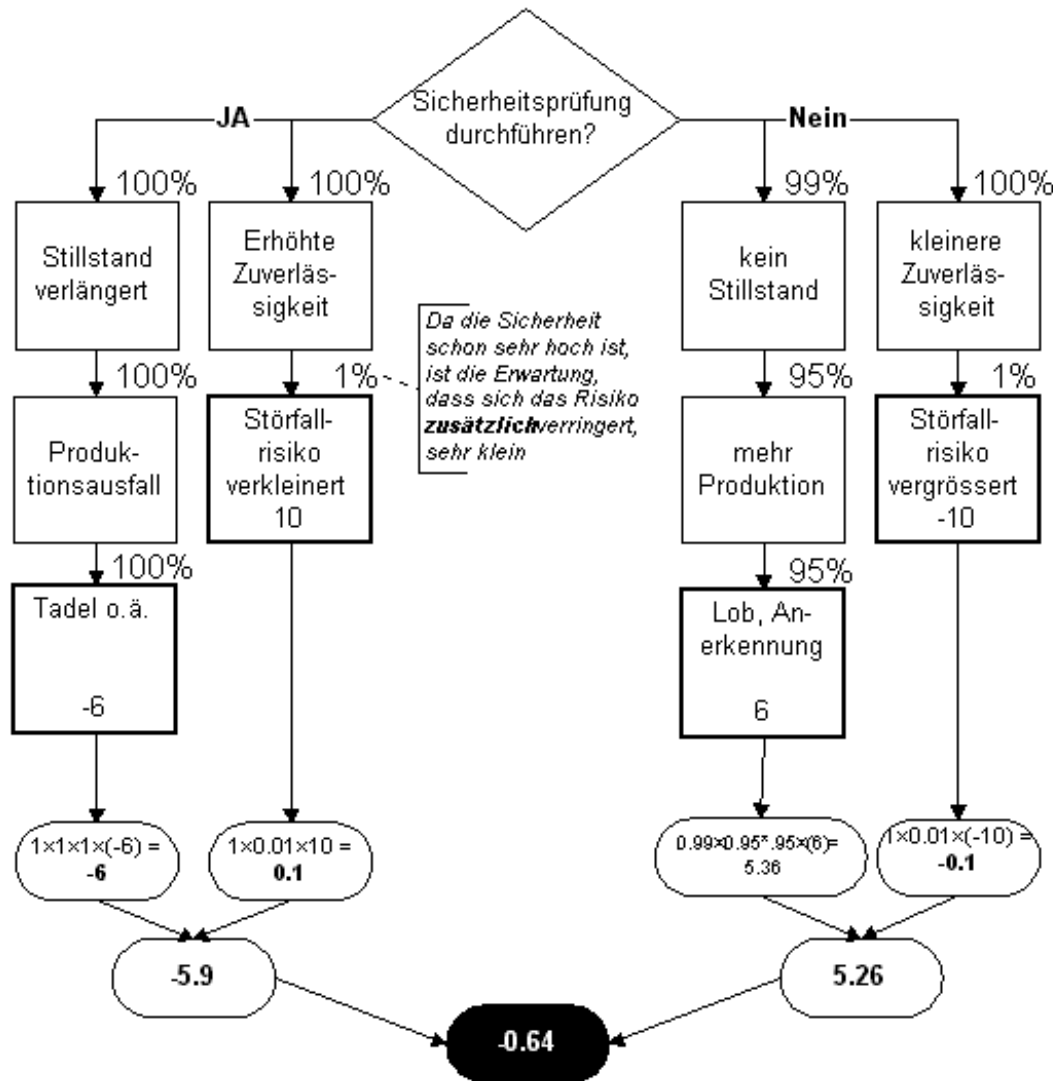 Sicherheitsprüfung
durchführen?
JA
Nein
100%
100%
99%
100%
Stillstand
verlängert
Erhöhte
Zuverläs-
sigkeit
kein
Stillstand
kleinere
Zuverlä-
ssigkeit
Da die Sicherheit
schon sehr hoch ist,
ist die Erwartung,
dass sich das Risiko
zusätzlichverringert,
sehr klein
100%
1%
95%
1%
Produk-
tionsausfall
Störfall-
risiko
verkleinert
10
mehr
Produktion
Störfall-
risiko
vergrössert
-10
100%
95%
Tadel o.ä.
-6
Lob, An-
erkennung
6
1×1×1×(-6) =
-6
1×0.01×10 =
0.1
0.99×0.95*.95×(6)=
5.36
1×0.01×(-10) =
-0.1
-5.9
5.26
-0.64